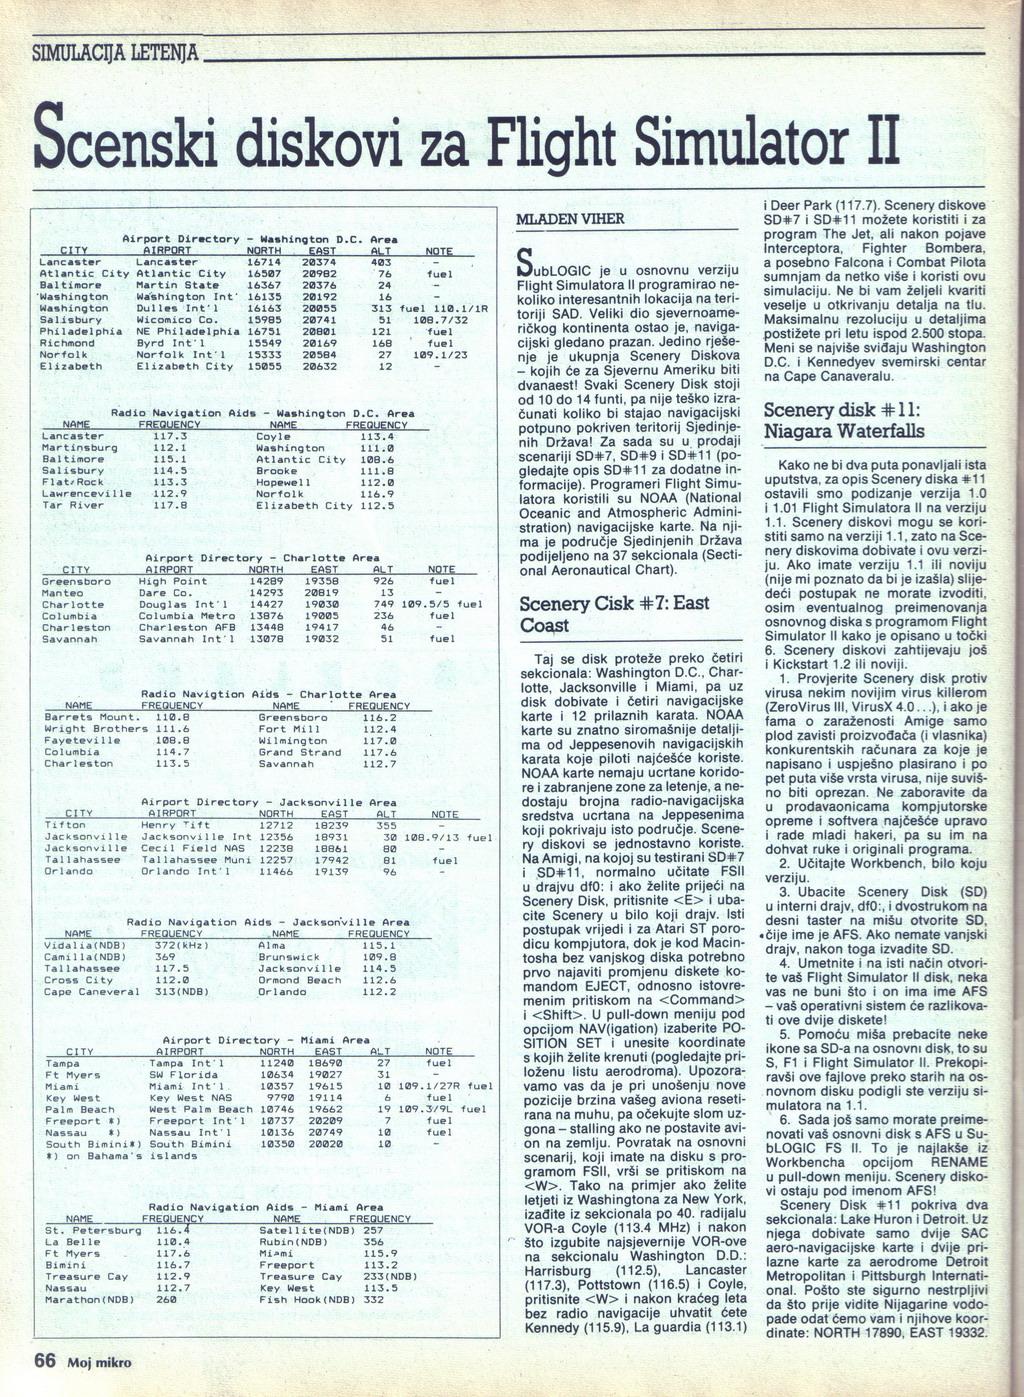 SIMULACIJA LETENJA
Scenski diskovi za Flight Simulator II
Airport Directory - Washington D.C. Area
CITY AIRPORT NORTH EAST ALT NOTE
Lancaster Lancaster 16714 20374 403 -
Atlantic City Atlantic City 16507 20982 76 fuel
Baltimore Martin State 16367 20376 24 -
Washington Washington Int' 16135 20192 16 -
Washington Dulles Int'l 16163 20055 313 fuel 110.1/1R
Salisbury Wicomico Co. 15985 20741 51 108.7/32
Philadelphia NE Philadelphia 16751 20801 121 fuel
Richmond Byrd Int'l 15549 20169 168 fuel
Norfolk Norfolk Int'l 15333 20584 27 109.1/23
Elizabeth Elizabeth City 15055 20632 12 -
Radio Navigation Aids - Washington D.C. Area
NAME FREQUENCY NAME FREQUENCY
Lancaster 117.3 Coyle 113.4
Martinsburg 112.1 Washington 111.0
Baltimore 115.1 Atlantic City 108.6
Salisbury 114.5 Brooke 111.8
Flat Rock 113.3 Hopewell 112.0
Lawrenceville 112.9 Norfolk 116.9
Tar River 117.8 Elizabeth City 112.5
Airport Directory - Charlotte Area
CITY AIRPORT NORTH EAST ALT NOTE
Greensboro High Point 14289 19358 926 fuel
Manteo Dare Co. 14293 20819 13 -
Charlotte Douglas Int'l 14427 19030 749 109.5/5 fuel
Columbia Columbia Metro 13876 19005 236 fuel
Charleston Charleston AFB 13448 19417 46 -
Savannah Savannah Int'l 13078 19032 51 fuel
Radio Navigtion Aids - Charlotte Area
NAME FREQUENCY NAME FREQUENCY
Barrets Mount. 110.8 Greensboro 116.2
Wright Brothers 111.6 Fort Mill 112.4
Fayeteville 108.8 Wilmington 117.0
Columbia 114.7 Grand Strand 117.6
Charleston 113.5 Savannah 112.7
Airport Directory - Jacksonville Area
CITY AIRPORT NORTH EAST ALT NOTE
Tifton Henry Tift 12712 18239 355 -
Jacksonville Jacksonville Int 12356 18931 30 108.9/13 fuel
Jacksonville Cecil Field NAS 12238 18861 80 -
Tallahassee Tallahassee Muni 12257 17942 81 fuel
Orlando Orlando Int'l 11466 19139 96 -
Radio Navigation Aids - Jacksonville Area
NAME FREQUENCY NAME FREQUENCY
Vidalia(NDB) 372(kHz) Alma 115.1
Camilla(NDB) 369 Brunswick 109.8
Tallahassee 117.5 Jacksonville 114.5
Cross City 112.0 Ormond Beach 112.6
Cape Caneveral 313(NDB) Orlando 112.2
Airport Directory - Miami Area
CITY AIRPORT NORTH EAST ALT NOTE
Tampa Tampa Int'l 11240 18690 27 fuel
Ft Myers SW Florida 10634 19027 31 -
Miami Miami Int'l 10357 19615 10 109.1/27R fuel
Key West Key West NAS 9790 19114 6 fuel
Palm Beach West Palm Beach 10746 19662 19 109.3/9L fuel
Freeport *) Freeport Int'l 10737 20209 7 fuel
Nassau *) Nassau Int'l 10136 20749 10 fuel
South Bimini*) South Bimini 10350 20020 10 -
*) on Bahama's islands
Radio Navigation Aids - Miami Area
NAME FREQUENCY NAME FREQUENCY
St. Petersburg 116.4 Satellite(NDB) 257
La Belle 110.4 Rubin(NDB) 356
Ft Myers 117.6 Miami 115.9
Bimini 116.7 Freeport 113.2
Treasure Cay 112.9 Treasure Cay 233(NDB)
Nassau 112.7 Key West 113.5
Marathon(NDB) 260 Fish Hook(NDB) 332
MLADEN VIHER
SubLOGIC je u osnovnu verziju
Flight Simulatora II programirao ne-
koliko interesantnih lokacija na teri-
toriji SAD. Veliki dio sjevernoame-
ričkog kontinenta ostao je, naviga-
cijski gledano prazan. Jedino rješe-
nje je ukupnja Scenery Diskova
– kojih će za Sjevernu Ameriku biti
dvanaest! Svaki Scenery Disk stoji
od 10 do 14 funti, pa nije teško izra-
čunati koliko bi stajao navigacijski
potpuno pokriven teritorij Sjedinje-
nih Država! Za sada su u prodaji
scenariji SD#7, SD#9 i SD#11 (po-
gledajte opis SD#11 za dodatne in-
formacije). Programeri Flight Simu-
latora koristili su NOAA (National
Oceanic and Atmospheric Admini-
stration) navigacijske karte. Na nji-
ma je područje Sjedinjenih Država
podijeljeno na 37 sekcionala (Secti-
onal Aeronautical Chart).
Scenery Cisk #7: East
Coast
Taj se disk proteže preko četiri
sekcionala: Washington D.C., Char-
lotte, Jacksonville i Miami, pa uz
disk dobivate i četiri navigacijske
karte i 12 prilaznih karata. NOAA
karte su znatno siromašnije detalji-
ma od Jeppesenovih navigacijskih
karata koje piloti najćešće koriste.
NOAA karte nemaju ucrtane korido-
re i zabranjene zone za letenje, a ne-
dostaju brojna radio-navigacijska
sredstva ucrtana na Jeppesenima
koji pokrivaju isto područje. Scene-
ry diskovi se jednostavno koriste.
Na Amigi, na kojoj su testirani SD#7
i SD#11, normalno učitate FSII
u drajvu df0: i ako želite prijeći na
Scenery Disk, pritisnite <E> i uba-
cite Scenery u bilo koji drajv. Isti
postupak vrijedi i za Atari ST poro-
dicu kompjutora, dok je kod Macin-
tosha bez vanjskog diska potrebno
prvo najaviti promjenu diskete ko-
mandom EJECT, odnosno istovre-
menim pritiskom na <Command>
i <Shift>. U pull-down meniju pod
opcijom NAV(igation) izaberite PO-
SITION SET i unesite koordinate
s kojih želite krenuti (pogledajte pri-
loženu listu aerodroma). Upozora-
vamo vas da je pri unošenju nove
pozicije brzina vašeg aviona reseti-
rana na muhu, pa očekujte slom uz-
gona – stalling ako ne postavite avi-
on na zemlju. Povratak na osnovni
scenarij, koji imate na disku s pro-
gramom FSII, vrši se pritiskom na
<W>. Tako na primjer ako želite
letjeti iz Washingtona za New York,
izađite iz sekcionala po 40. radijalu
VOR-a Coyle (113.4 MHz) i nakon
što izgubite najsjevernije VOR-ove
na sekcionalu Washington D.D.:
Harrisburg (112.5), Lancaster
(117.3), Pottstown (116.5) i Coyle,
pritisnite <W> i nakon kraćeg leta
bez radio navigacije uhvatit ćete
Kennedy (115.9), La guardia (113.1)
i Deer Park (117.7). Scenery diskove
SD#7 i SD#11 možete koristiti i za
program The Jet, ali nakon pojave
Interceptora, Fighter Bombera,
a posebno Falcona i Combat Pilota
sumnjam da netko više i koristi ovu
simulaciju. Ne bi vam željeli kvariti
veselje u otkrivanju detalja na tlu.
Maksimalnu rezoluciju u detaljima
postižete pri letu ispod 2.500 stopa.
Meni se najviše sviđaju Washington
D.C. i Kennedyev svemirski centar
na Cape Canaveralu.
Scenery disk #11:
Niagara Waterfalls
Kako ne bi dva puta ponavljali ista
uputstva, za opis Scenery diska #11
ostavili smo podizanje verzija 1.0
i 1.01 Flight Simulatora II na verziju
1.1. Scenery diskovi mogu se kori-
stiti samo na verziji 1.1, zato na Sce-
nery diskovima dobivate i ovu verzi-
ju. Ako imate verziju 1.1 ili noviju
(nije mi poznato da bi je izašla) slije-
deći postupak ne morate izvoditi,
osim eventualnog preimenovanja
osnovnog diska s programom Flight
Simulator II kako je opisano u točki
6. Scenery diskovi zahtijevaju još
i Kickstart 1.2 ili noviji.
1. Provjerite Scenery disk protiv
virusa nekim novijim virus killerom
(ZeroVirus III, VirusX 4.0...), i ako je
fama o zaraženosti Amige samo
plod zavisti proizvođača (i vlasnika)
konkurentskih računara za koje je
napisano i uspješno plasirano i po
pet puta više vrsta virusa, nije suviš-
no biti oprezan. Ne zaboravite da
u prodavaonicama kompjutorske
opreme i softvera najčešće upravo
i rade mladi hakeri, pa su im na
dohvat ruke i originali programa.
2. Učitajte Workbench, bilo koju
verziju.
3. Ubacite Scenery Disk (SD)
u interni drajv, df0:, i dvostrukom na
desni taster na mišu otvorite SD,
čije ime je AFS. Ako nemate vanjski
drajv, nakon toga izvadite SD.
4. Umetnite i na isti način otvori-
te vaš Flight Simulator II disk, neka
vas ne buni što i on ima ime AFS
– vaš operativni sistem će razlikova-
ti ove dvije diskete!
5. Pomoću miša prebacite neke
ikone sa SD-a na osnovni disk, to su
S, F1 i Flight Simulator II. Prekopi-
ravši ove fajlove preko starih na os-
novnom disku podigli ste verziju si-
mulatora na 1.1.
6. Sada još samo morate preime-
novati vaš osnovni disk s AFS u Su-
bLOGIC FS II. To je najlakše iz
Workbencha opcijom RENAME
u pull-down meniju. Scenery disko-
vi ostaju pod imenom AFS!
Scenery Disk #11 pokriva dva
sekcionala: Lake Huron i Detroit. Uz
njega dobivate samo dvije SAC
aero-navigacijske karte i dvije pri-
lazne karte za aerodrome Detroit
Metropolitan i Pittsburgh Internati-
onal. Pošto ste sigurno nestrpljivi
da što prije vidite Nijagarine vodo-
pade odat ćemo vam i njihove koor-
dinate: NORTH 17890, EAST 19332.
66 Moj mikro